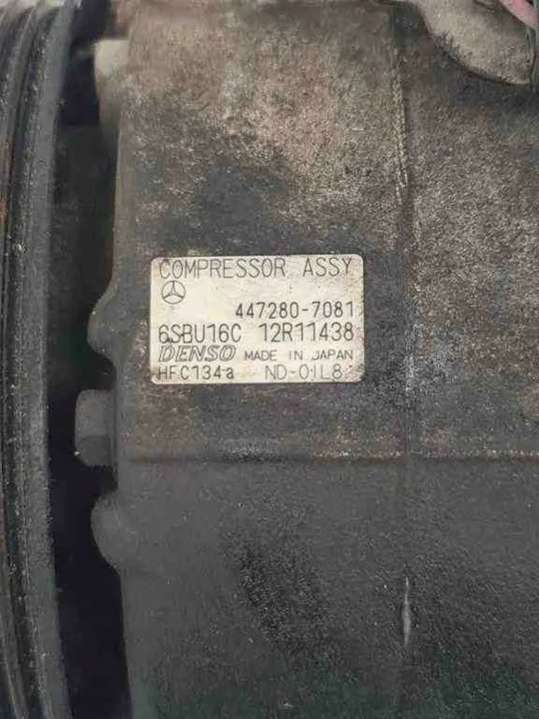 COMPRESSOR ASSY
447280-7081
6SBU16C 12R11438
DENSO MADE IN JAPAN
HFC134a ND-OIL8